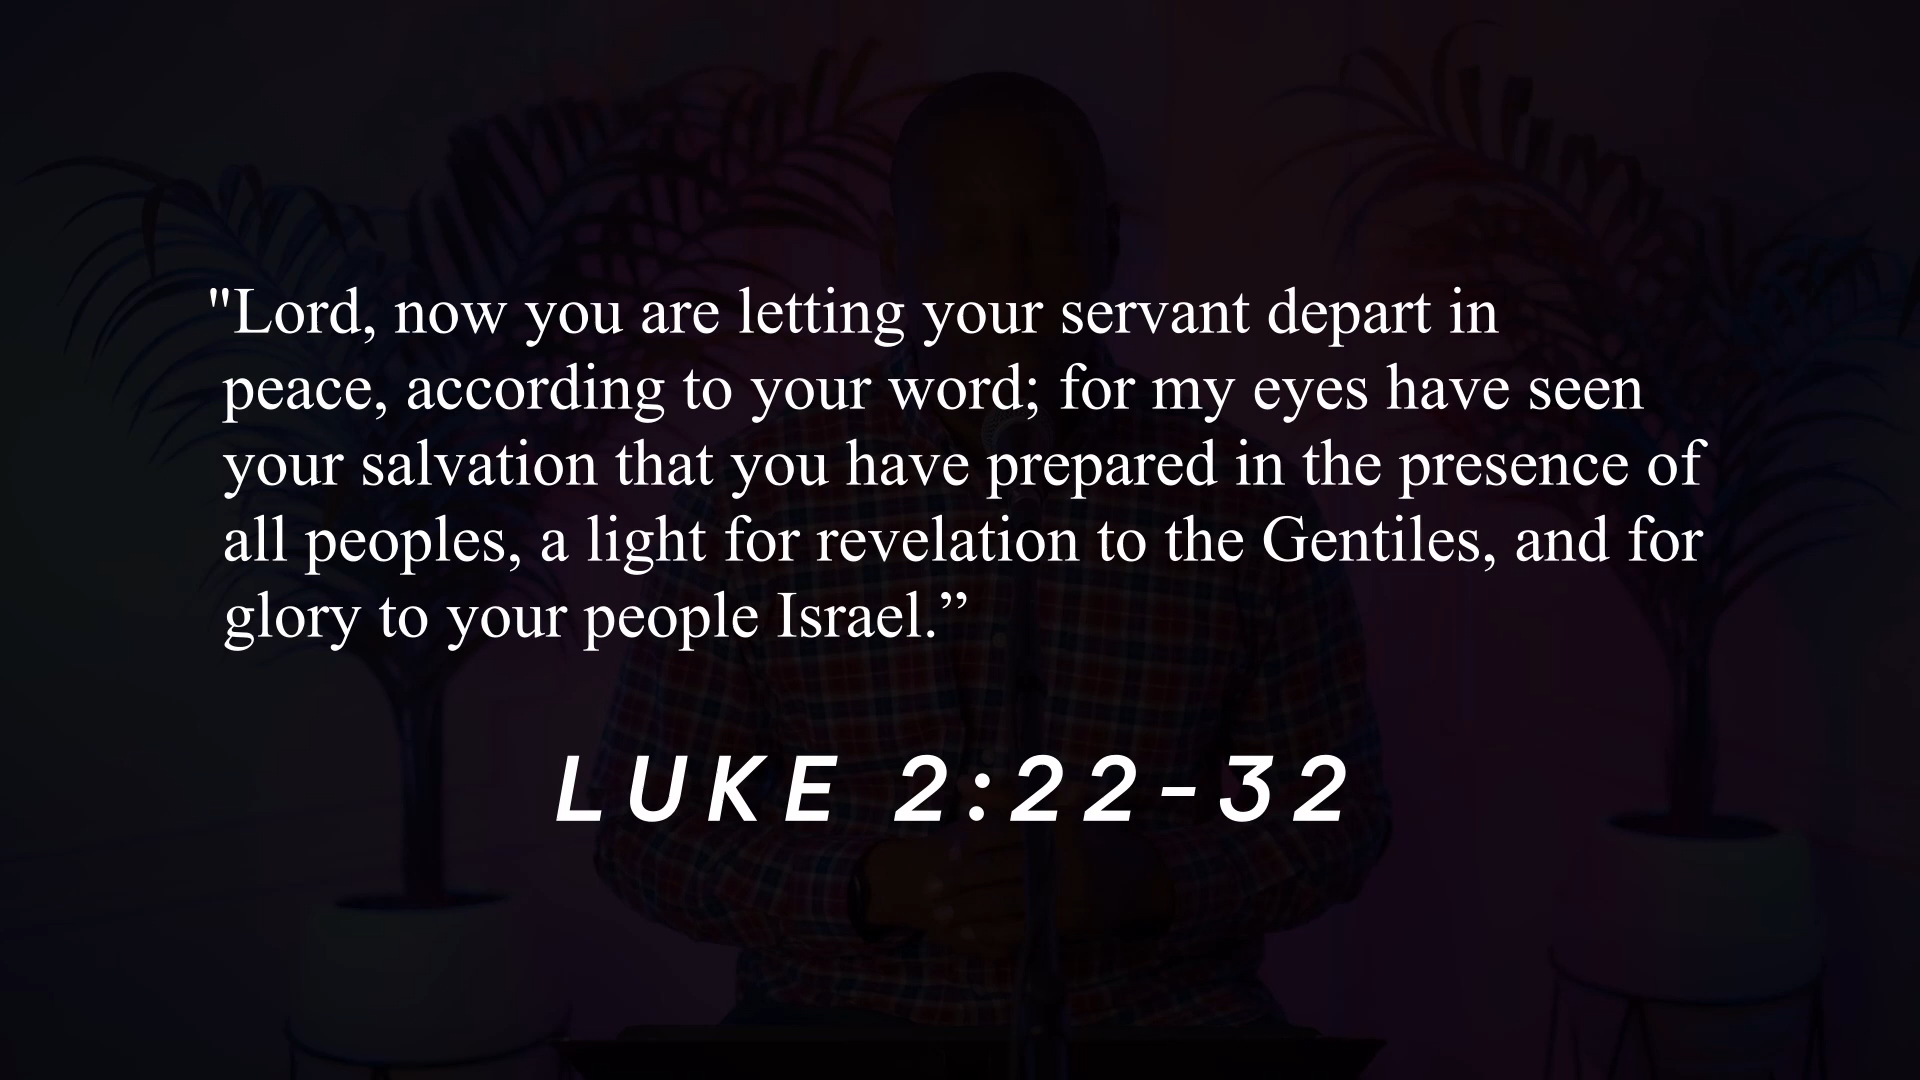 "Lord, now you are letting your servant depart in
peace, according to your word; for my eyes have seen
your salvation that you have prepared in the presence of
all peoples, a light for revelation to the Gentiles, and for
glory to your people Israel.”
LUKE 2:22-32